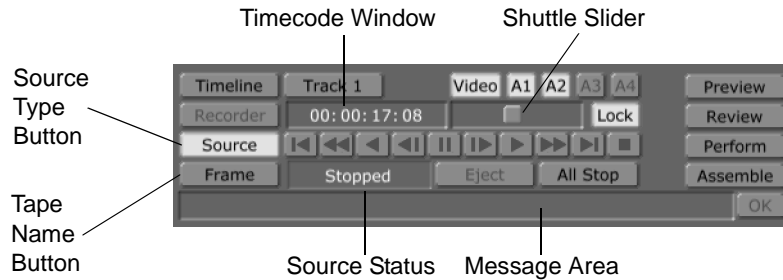 Timecode Window Shuttle Slider
Source
Type
Button
Timeline Track 1 Video A1 A2 A3 A4 Preview
Recorder 00:00:17:08 Lock Review
Source Perform
Frame Stopped Eject All Stop Assemble
OK
Tape
Name
Button
Source Status Message Area